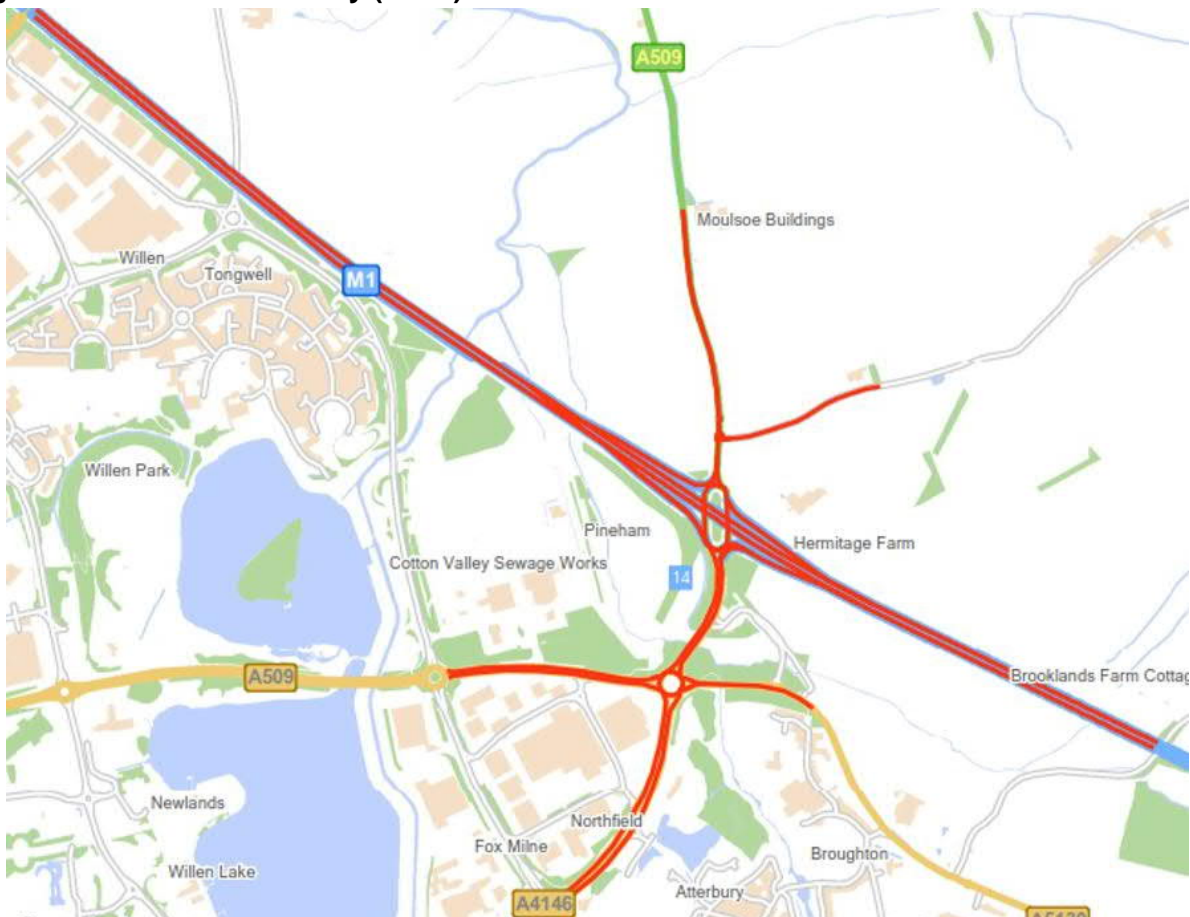 A509
Moulsoe Buildings
Willen
Tongwell
M1
Willen Park
Pineham
Hermitage Farm
Cotton Valley Sewage Works
14
A509
Brooklands Farm Cottag
Newlands
Northfield
Fox Milne
Broughton
Willen Lake
Atterbury
A4146